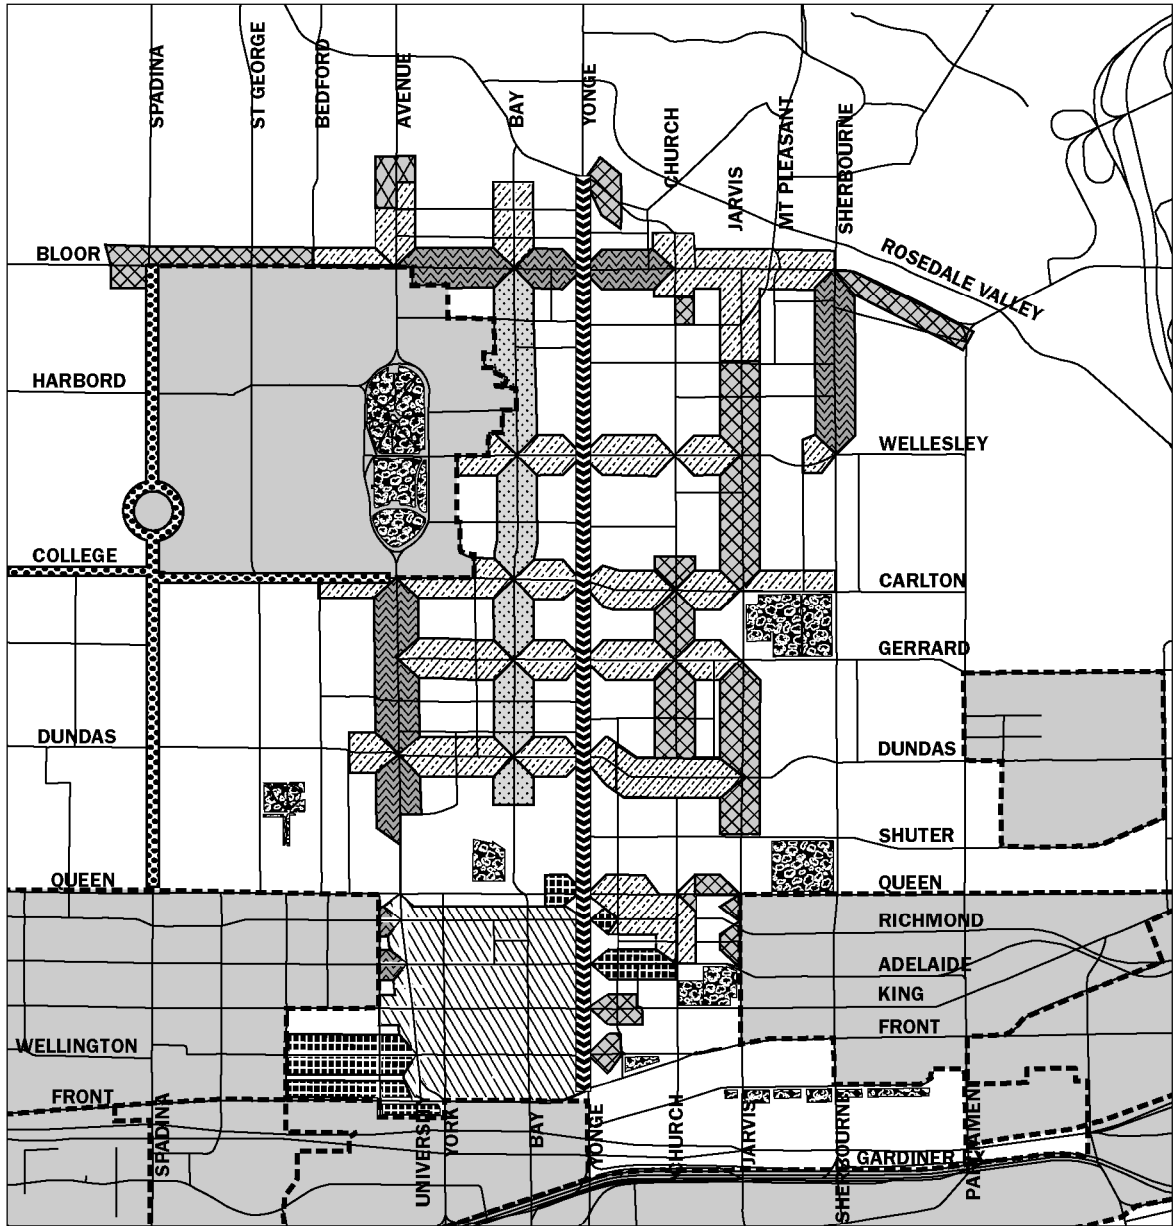 SPADINA
ST GEORGE
BEDFORD
AVENUE
BAY
YONGE
CHURCH
JARVIS
MT PLEASANT
SHERBOURNE
BLOOR
ROSEDALE VALLEY
HARBORD
WELLESLEY
COLLEGE
CARLTON
GERRARD
DUNDAS
DUNDAS
SHUTER
QUEEN
QUEEN
RICHMOND
ADELAIDE
KING
FRONT
WELLINGTON
FRONT
SPADINA
YORK
BAY
YONGE
CHURCH
JARVIS
SHERBOURNE
GARDINER